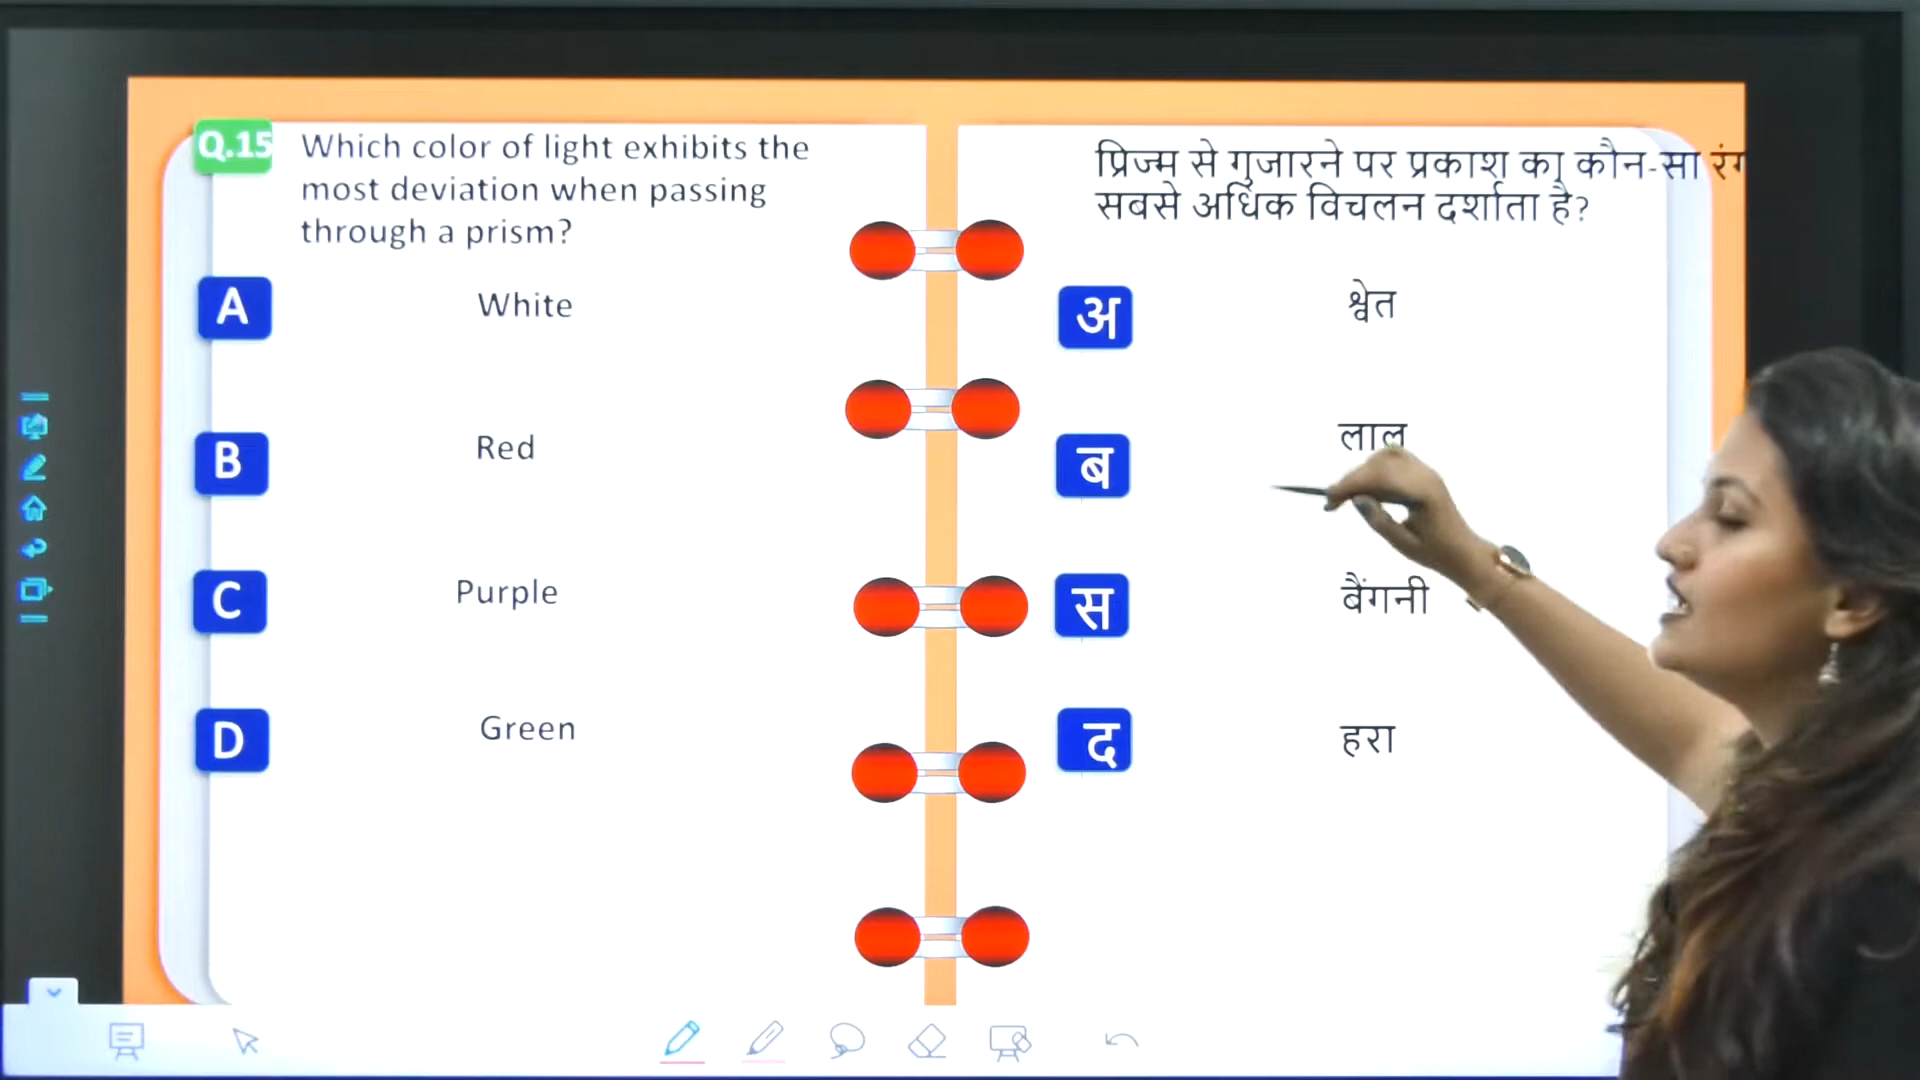 Q.15
Which color of light exhibits the
most deviation when passing
through a prism?
A
White
B
Red
C
Purple
D
Green
प्रिज्म से गुजारने पर प्रकाश का कौन-सा रंग
सबसे अधिक विचलन दर्शाता है?
अ
श्वेत
ब
लाल
स
बैंगनी
द
हरा